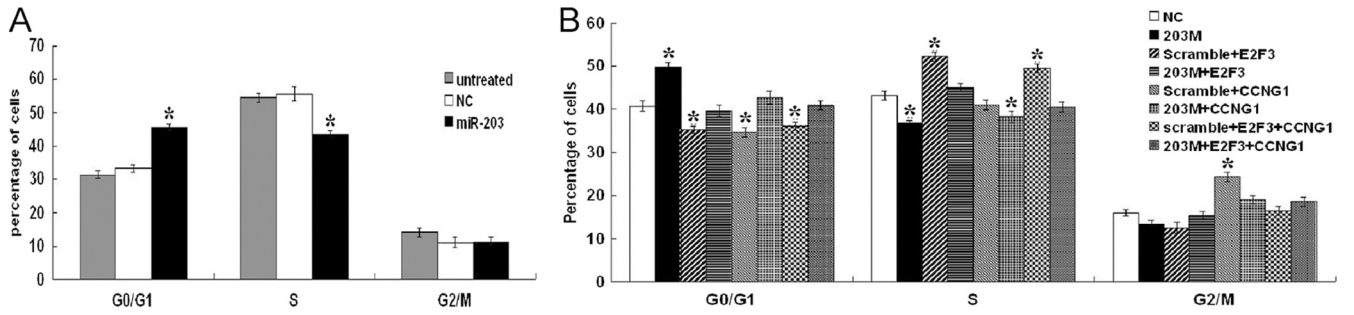 A
percentage of cells
70
60
50
40
30
20
10
0
*
*
untreated
NC
miR-203
G0/G1
S
G2/M
B
Percentage of cells
60
50
40
30
20
10
0
*
*
*
*
*
*
*
*
*
NC
203M
Scramble+E2F3
203M+E2F3
Scramble+CCNG1
203M+CCNG1
scramble+E2F3+CCNG1
203M+E2F3+CCNG1
G0/G1
S
G2/M